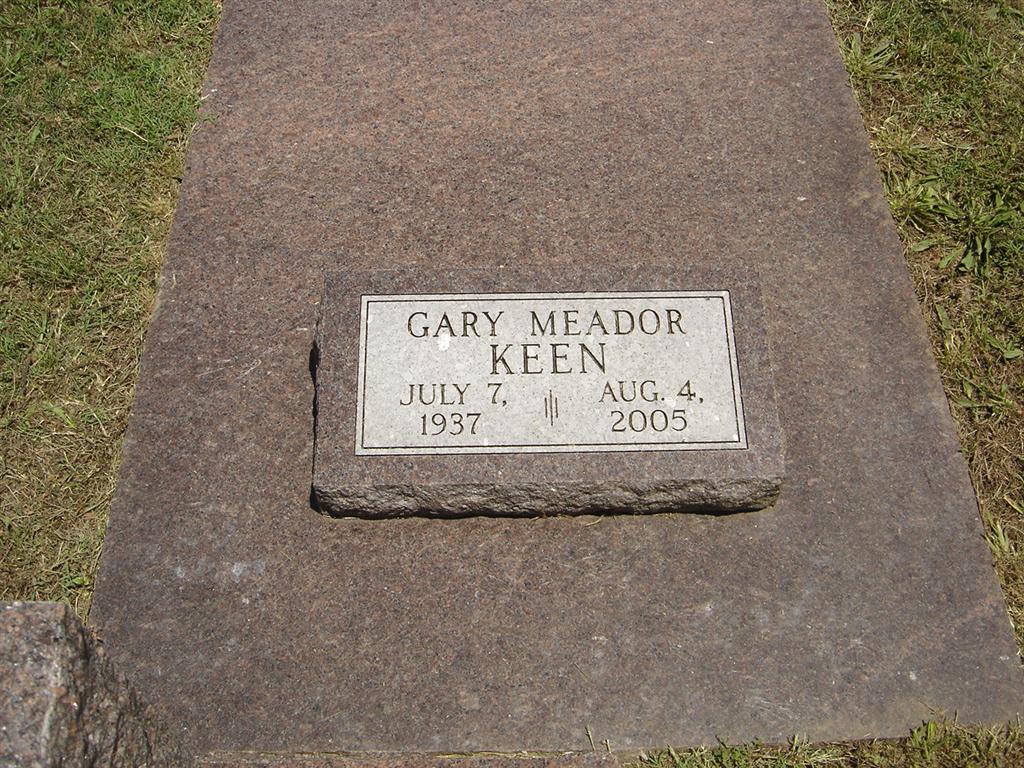 GARY MEADOR
KEEN
JULY 7, AUG. 4,
1937 2005